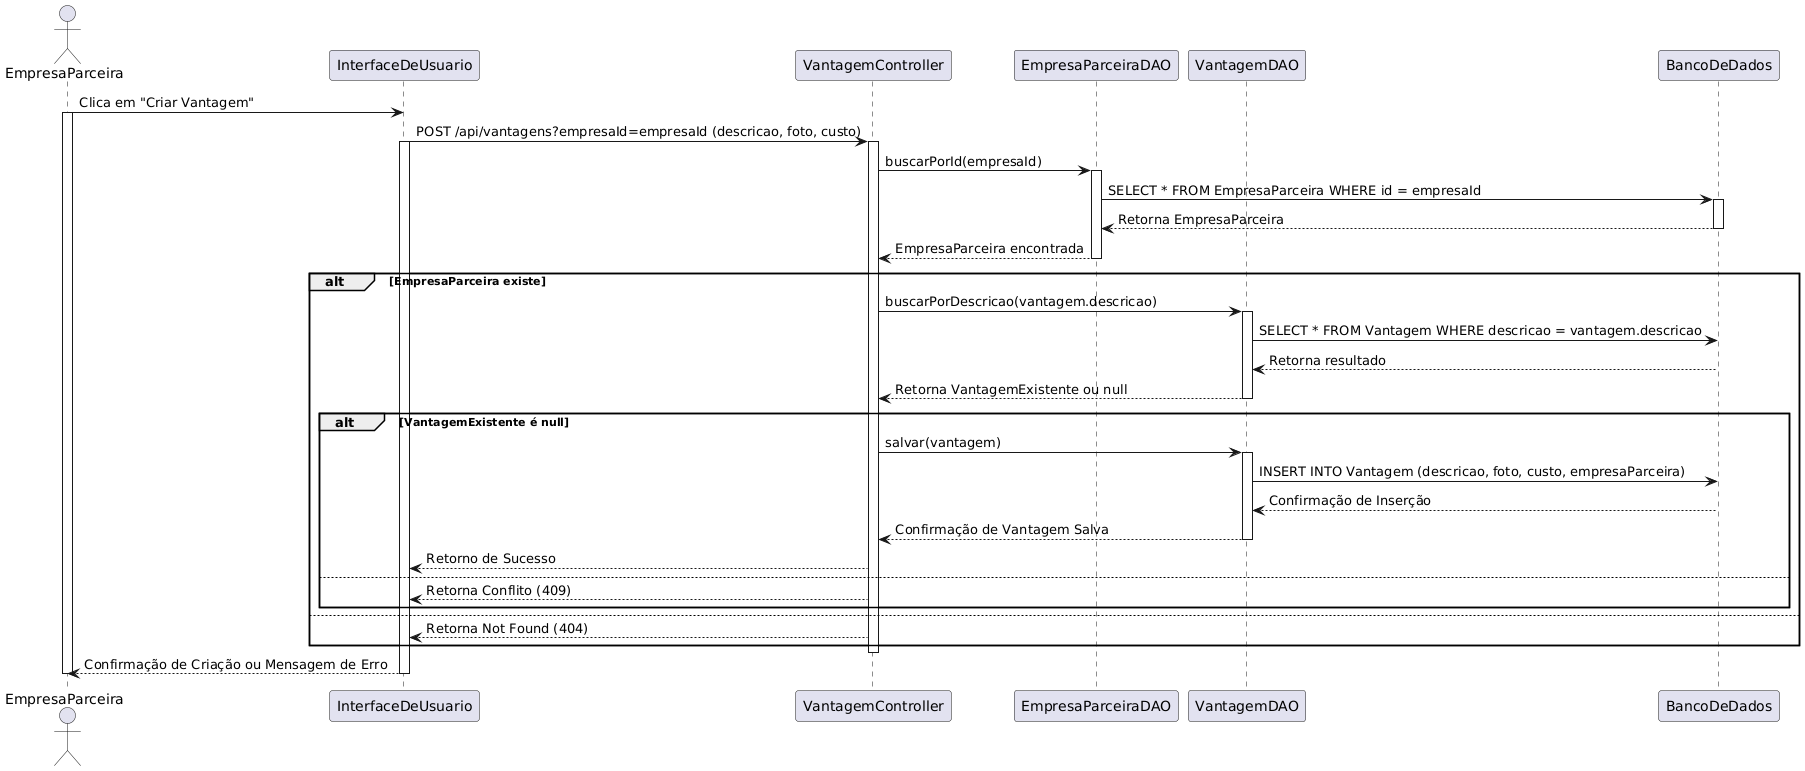 EmpresaParceira
InterfaceDeUsuario
VantagemController
EmpresaParceiraDAO
VantagemDAO
BancoDeDados
Clica em "Criar Vantagem"
POST /api/vantagens?empresaId=empresaId (descricao, foto, custo)
buscarPorId(empresaId)
SELECT * FROM EmpresaParceira WHERE id = empresaId
Retorna EmpresaParceira
EmpresaParceira encontrada
alt [EmpresaParceira existe]
buscarPorDescricao(vantagem.descricao)
SELECT * FROM Vantagem WHERE descricao = vantagem.descricao
Retorna resultado
Retorna VantagemExistente ou null
alt [VantagemExistente é null]
salvar(vantagem)
INSERT INTO Vantagem (descricao, foto, custo, empresaParceira)
Confirmação de Inserção
Confirmação de Vantagem Salva
Retorno de Sucesso
Retorna Conflito (409)
Retorna Not Found (404)
Confirmação de Criação ou Mensagem de Erro
EmpresaParceira
InterfaceDeUsuario
VantagemController
EmpresaParceiraDAO
VantagemDAO
BancoDeDados